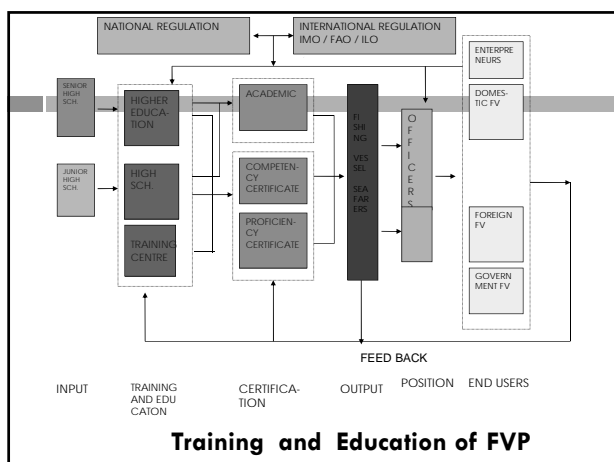 NATIONAL REGULATION
INTERNATIONAL REGULATION
IMO / FAO / ILO
ENTERPRE
NEURS
SENIOR
HIGH
SCH.
HIGHER
EDUCA-
TION
ACADEMIC
DOMES-
TIC FV
JUNIOR
HIGH
SCH.
HIGH
SCH.
COMPETEN-
CY CERTIFICATE
FI
SHING
VES
SEL
SEA
FAR
ERS
O
F
F
I
C
E
R
S
TRAINING
CENTRE
PROFICIEN-
CY
CERTIFICATE
FOREIGN
FV
GOVERN
MENT FV
FEED BACK
INPUT
TRAINING
AND EDU
CATON
CERTIFICA-
TION
OUTPUT
POSITION
END USERS
Training and Education of FVP